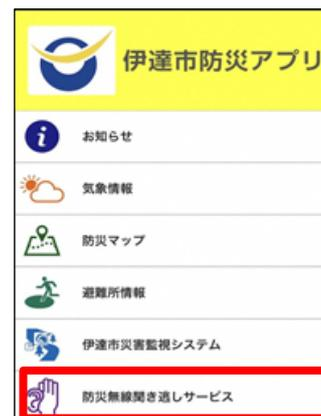 伊達市防災アプリ
お知らせ
気象情報
防災マップ
避難所情報
伊達市災害監視システム
防災無線聞き逃しサービス